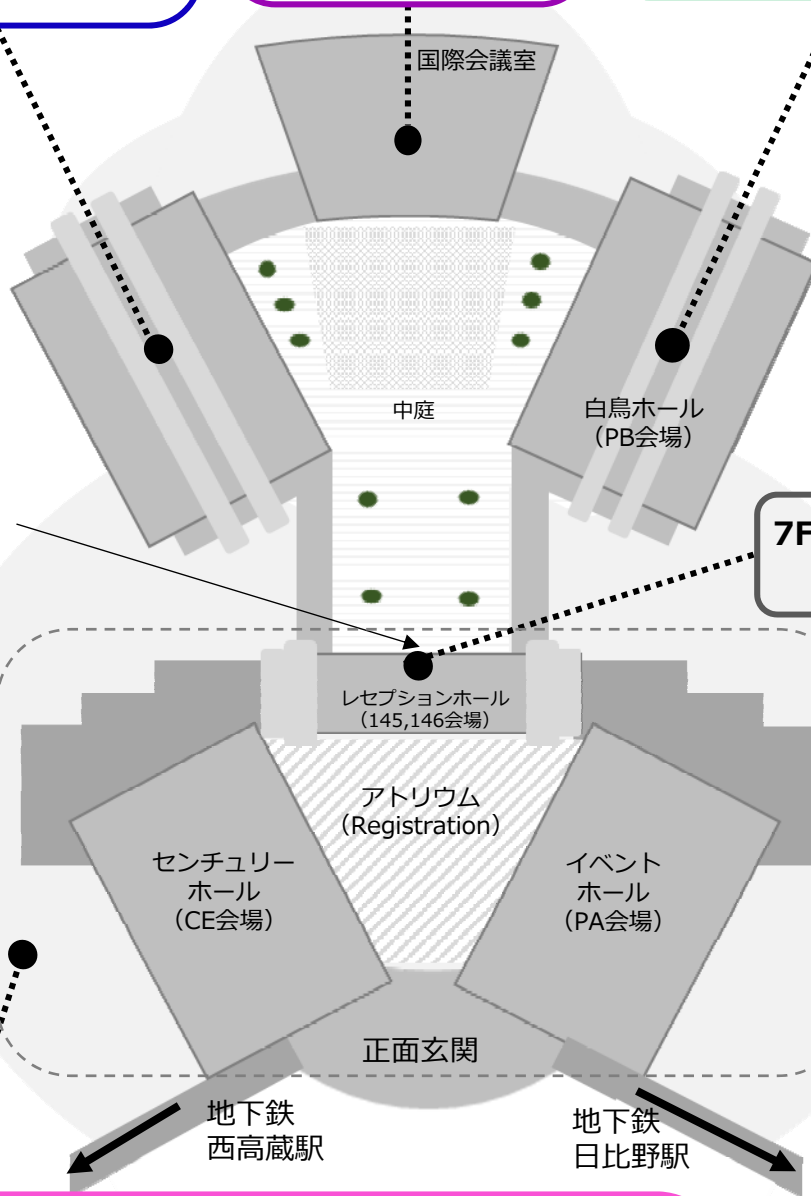 国際会議室
中庭
白鳥ホール
（PB会場）
7F
レセプションホール
（145,146会場）
アトリウム
（Registration）
センチュリー
ホール
（CE会場）
イベント
ホール
（PA会場）
正面玄関
地下鉄
西高蔵駅
地下鉄
日比野駅